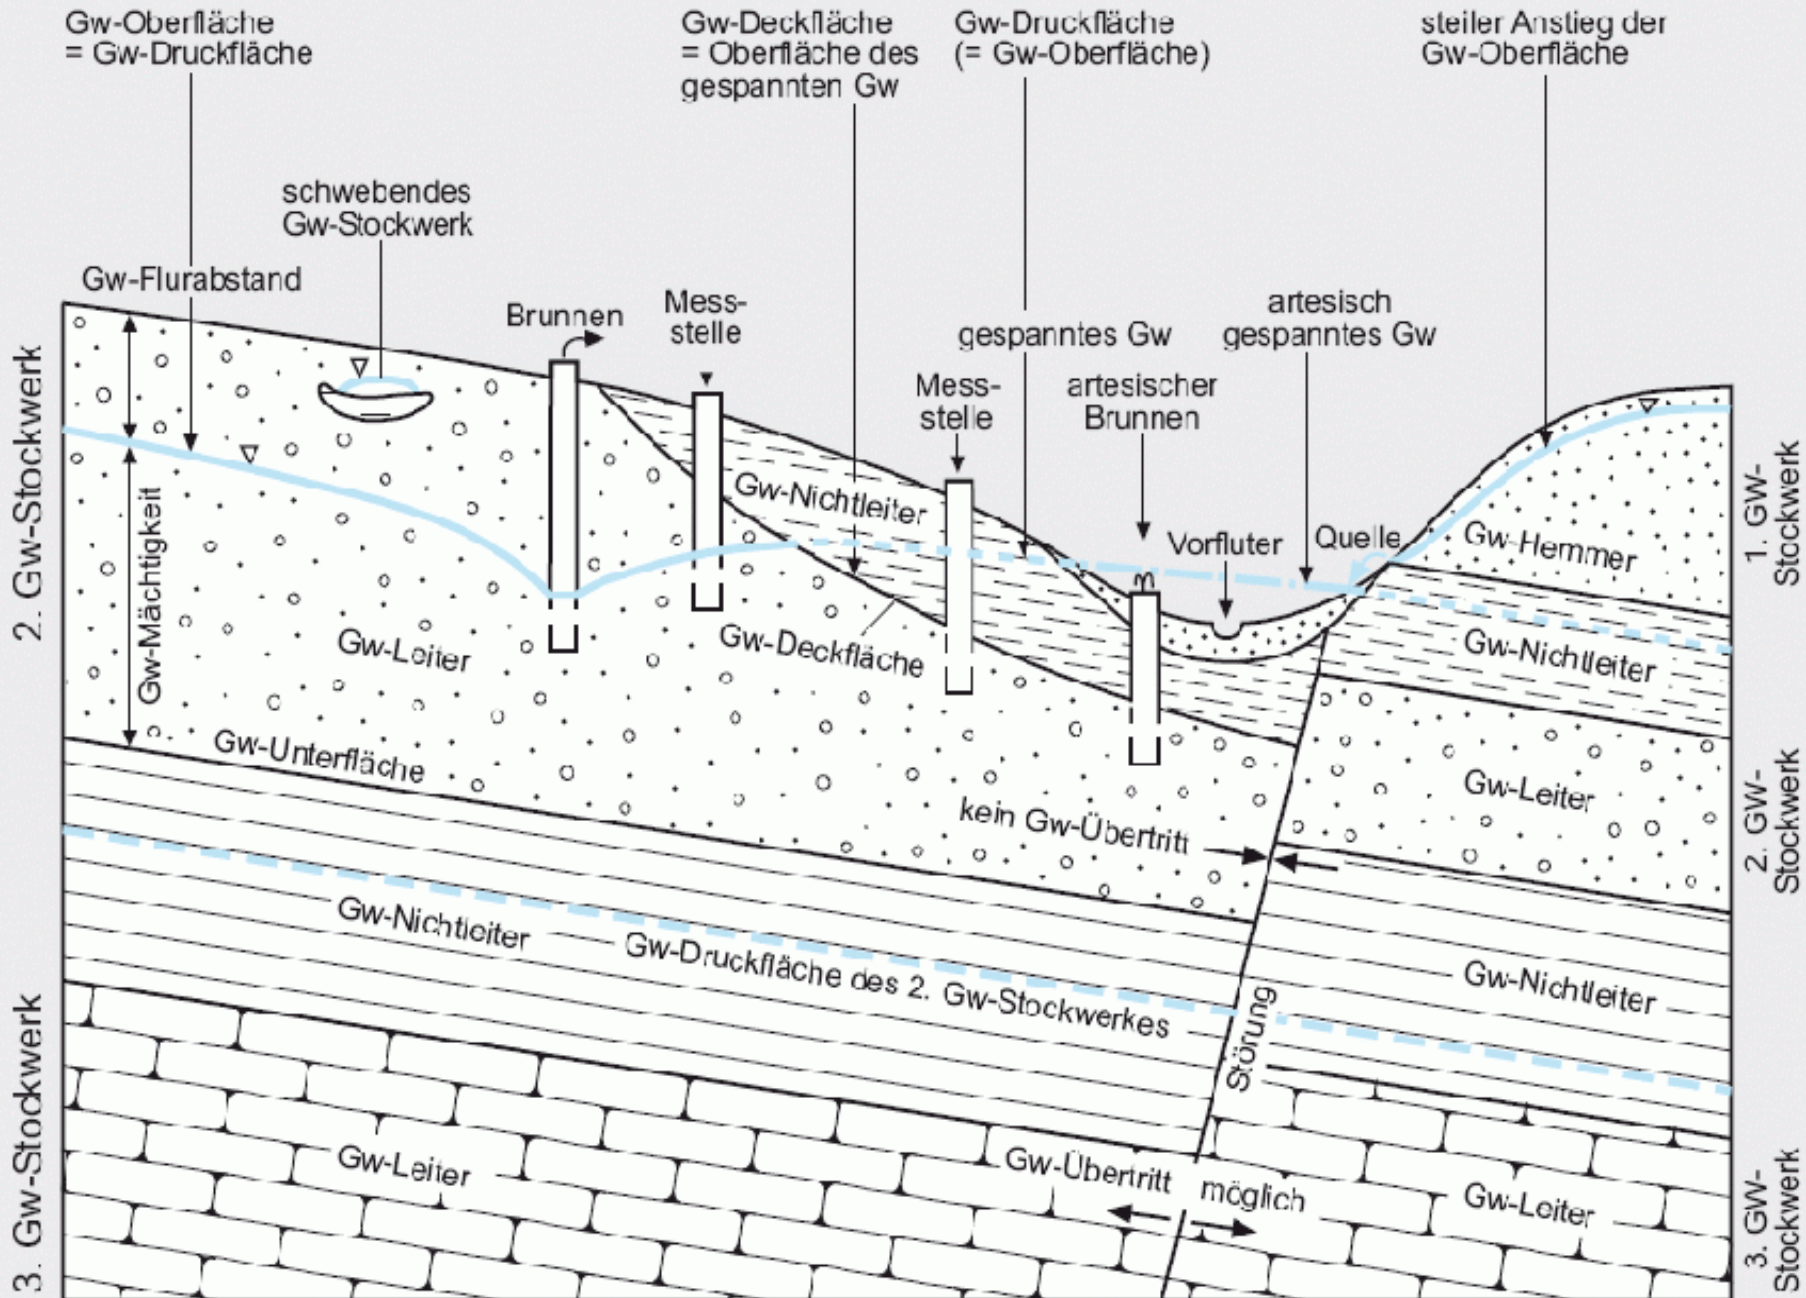 Gw-Oberfläche
= Gw-Druckfläche
Gw-Deckfläche
= Oberfläche des
gespannten Gw
Gw-Druckfläche
(= Gw-Oberfläche)
steiler Anstieg der
Gw-Oberfläche
schwebendes
Gw-Stockwerk
Gw-Flurabstand
Brunnen
Mess-
stelle
gespanntes Gw
artesisch
gespanntes Gw
Mess-
stelle
artesischer
Brunnen
2. Gw-Stockwerk
Gw-Mächtigkeit
Gw-Nichtleiter
Vorfluter
Quelle
Gw-Hemmer
1. GW-
Stockwerk
Gw-Leiter
Gw-Deckfläche
Gw-Nichtleiter
Gw-Unterfläche
kein Gw-Übertritt
Gw-Leiter
2. GW-
Stockwerk
Gw-Nichtleiter
Gw-Druckfläche des 2. Gw-Stockwerkes
Störung
Gw-Nichtleiter
3. Gw-Stockwerk
Gw-Leiter
Gw-Übertritt möglich
Gw-Leiter
3. GW-
Stockwerk